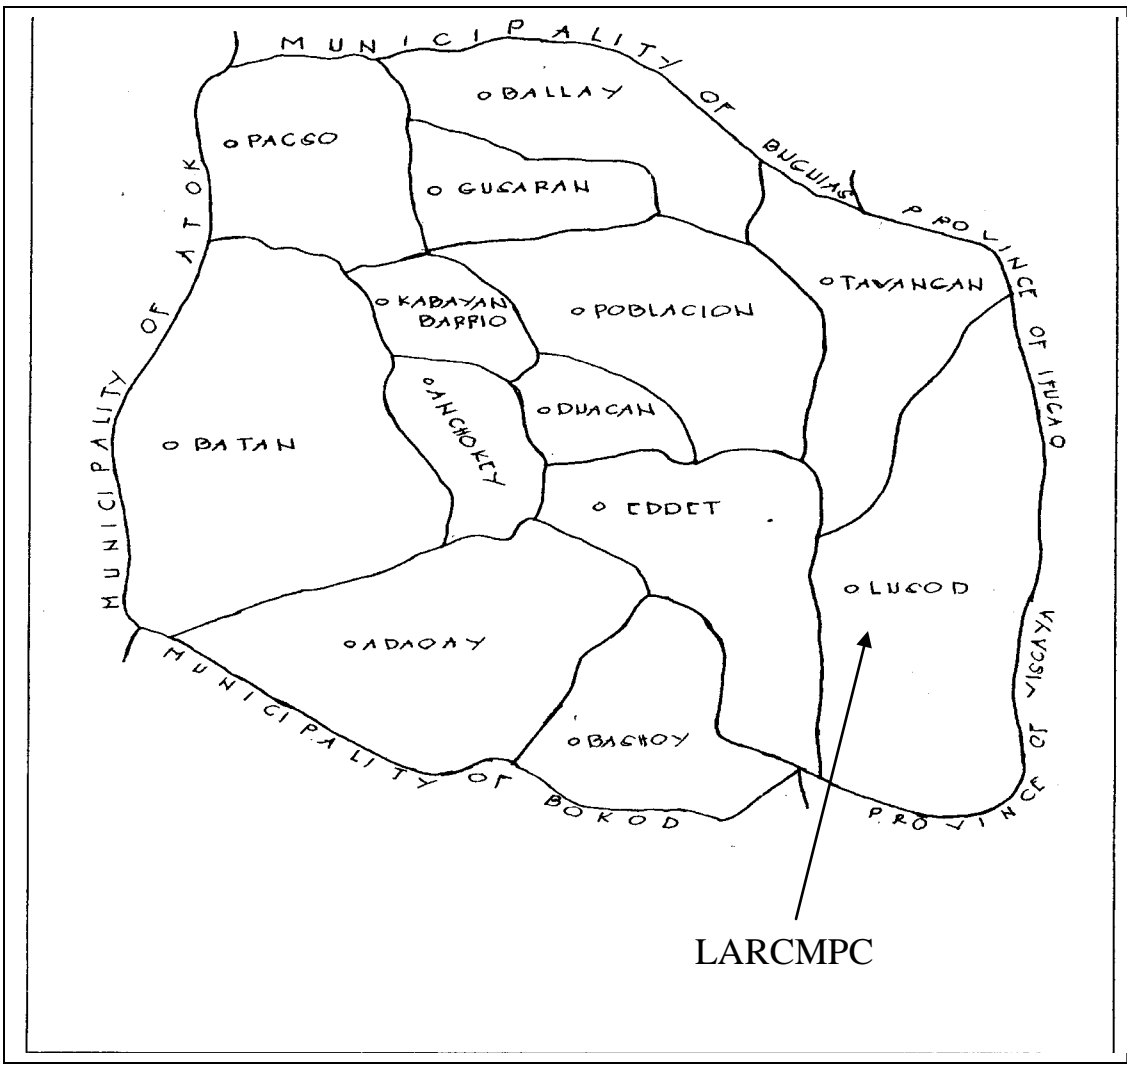 MUNICIPALITY OF BUGUIAS
MUNICIPALITY OF ATOK
PROVINCE OF IFUGAO
BALLAY
PACSO
GUSARAN
TAVANGAN
KABAYAN
BARRIO
POBLACION
ANCHOKEY
DUACAN
BATAN
EDDET
LUSOD
ADAOAY
BASHOY
MUNICIPALITY OF BOKOD
PROVINCE OF VISCAYA
LARCMPC